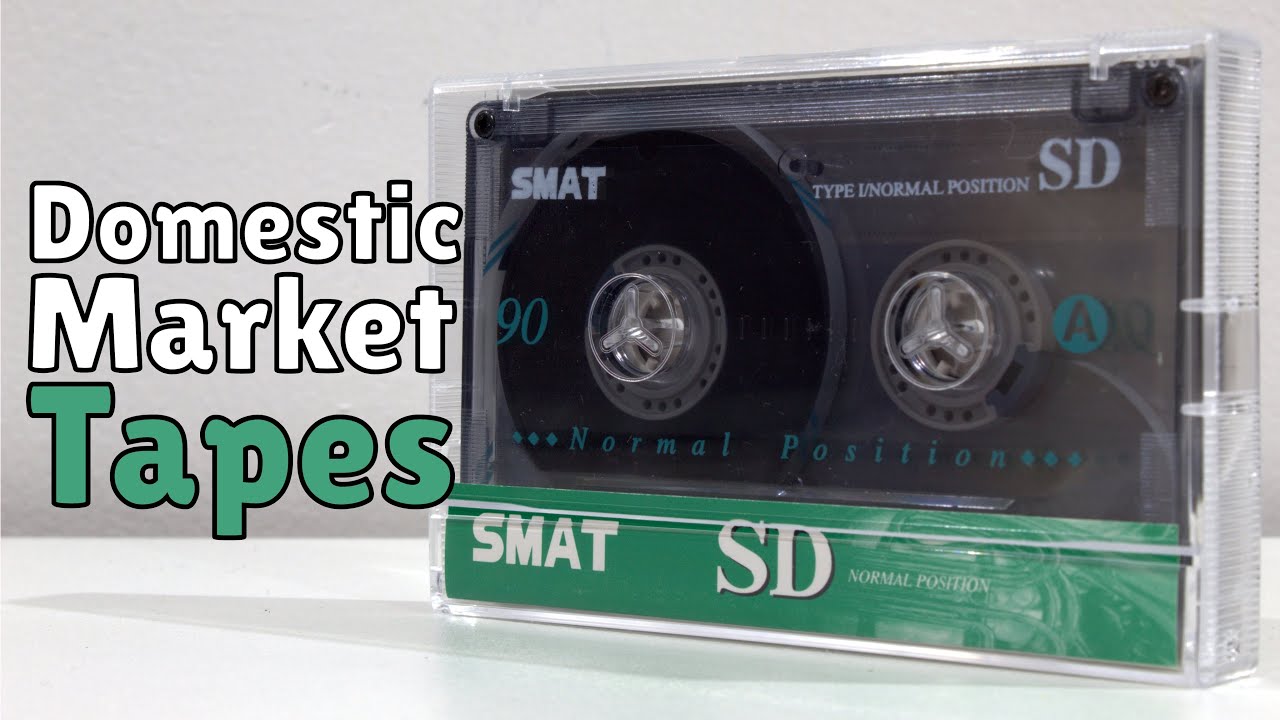 Domestic
Market
Tapes
SMAT
TYPE I/NORMAL POSITION SD
90
A
◆◆◆Normal Position◆◆◆
SMAT SD NORMAL POSITION